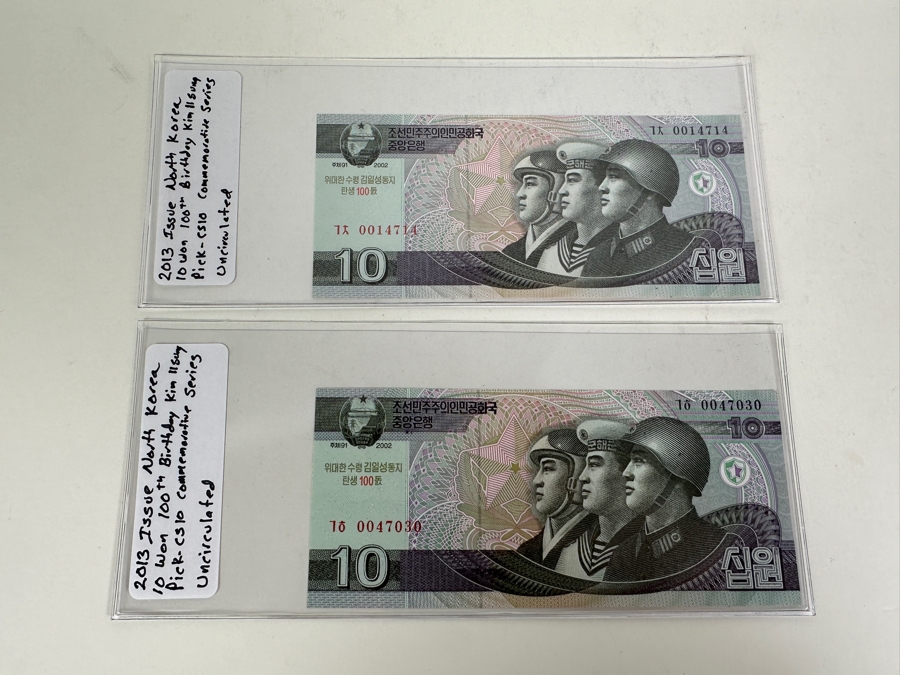 2013 Issue North Korea
10 Won 100th Birthday Kim Il Sung
Pick-CS10 Commemorative Series
Uncirculated
조선민주주의인민공화국
중앙은행
주체91 2002
위대한 수령 김일성동지
탄생 100돐
ㄱㅈ 0014714
10
ㄱㅈ 0014714
10
근해군
십원
2013 Issue North Korea
10 Won 100th Birthday Kim Il Sung
Pick-CS10 Commemorative Series
Uncirculated
조선민주주의인민공화국
중앙은행
주체91 2002
위대한 수령 김일성동지
탄생 100돐
ㄱㅎ 0047030
10
ㄱㅎ 0047030
10
십원